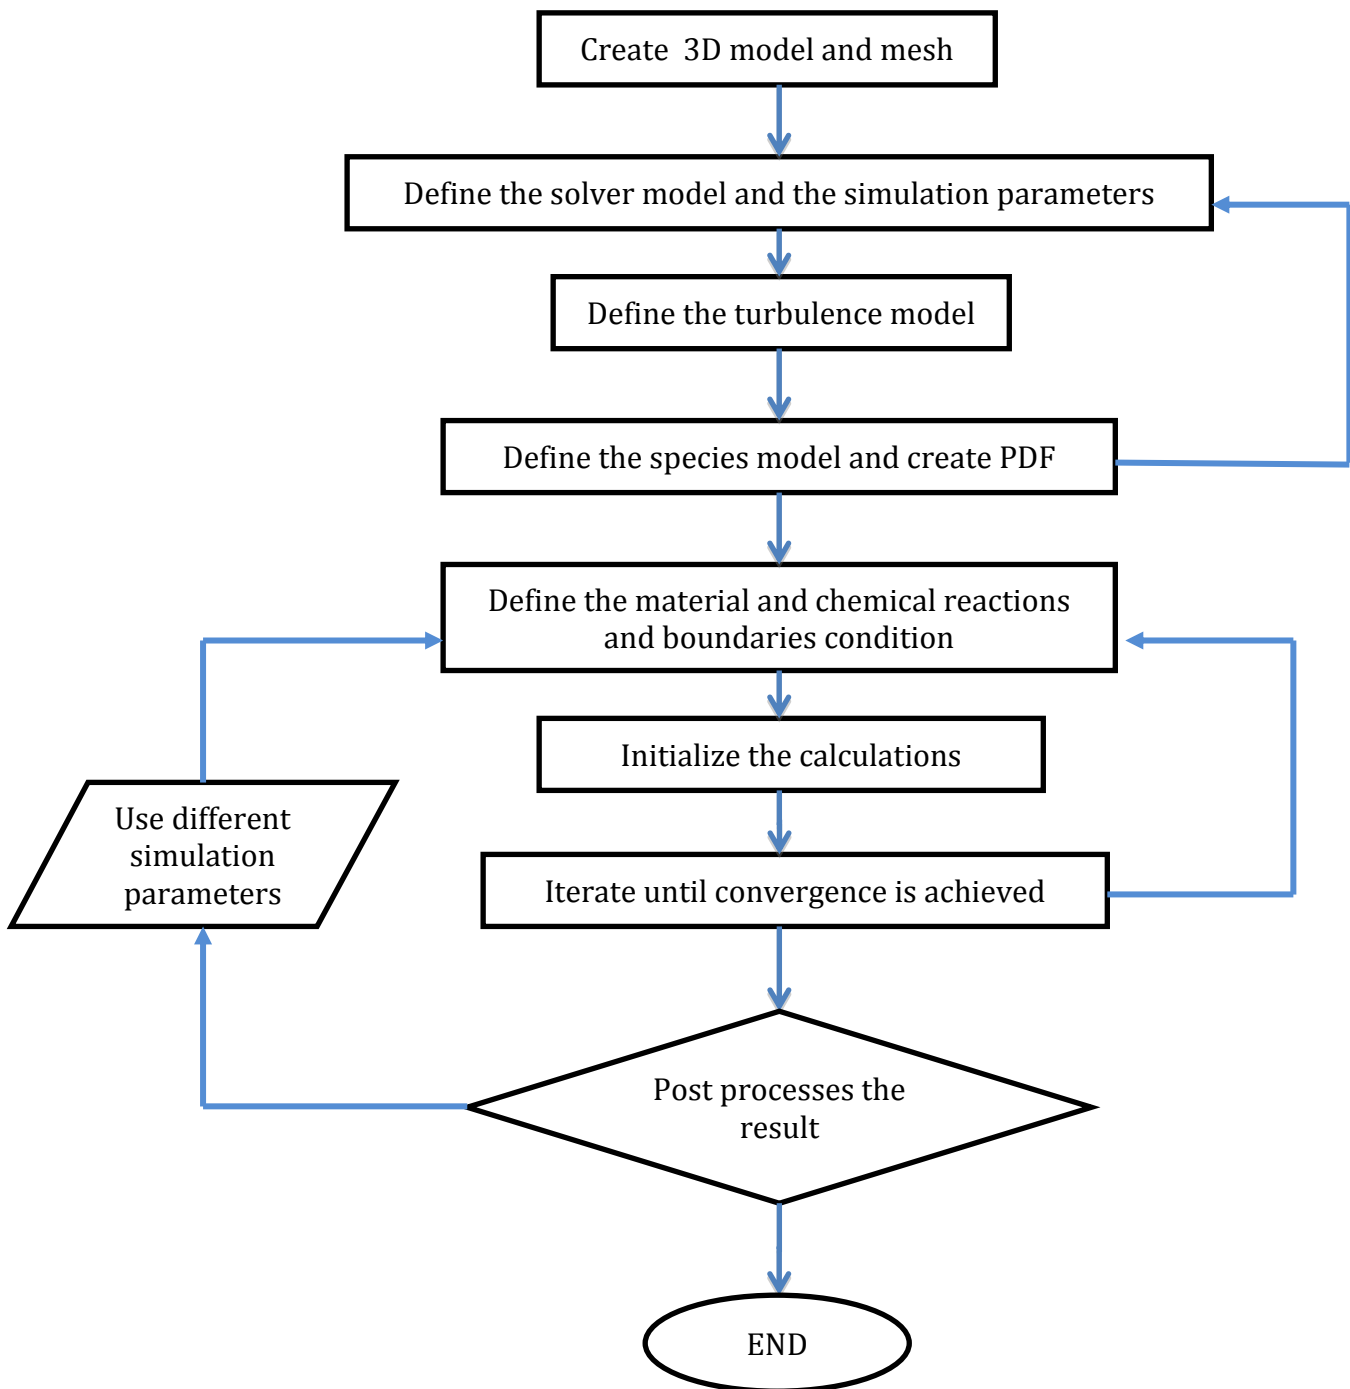 Create 3D model and mesh
Define the solver model and the simulation parameters
Define the turbulence model
Define the species model and create PDF
Define the material and chemical reactions
and boundaries condition
Initialize the calculations
Use different
simulation
parameters
Iterate until convergence is achieved
Post processes the
result
END